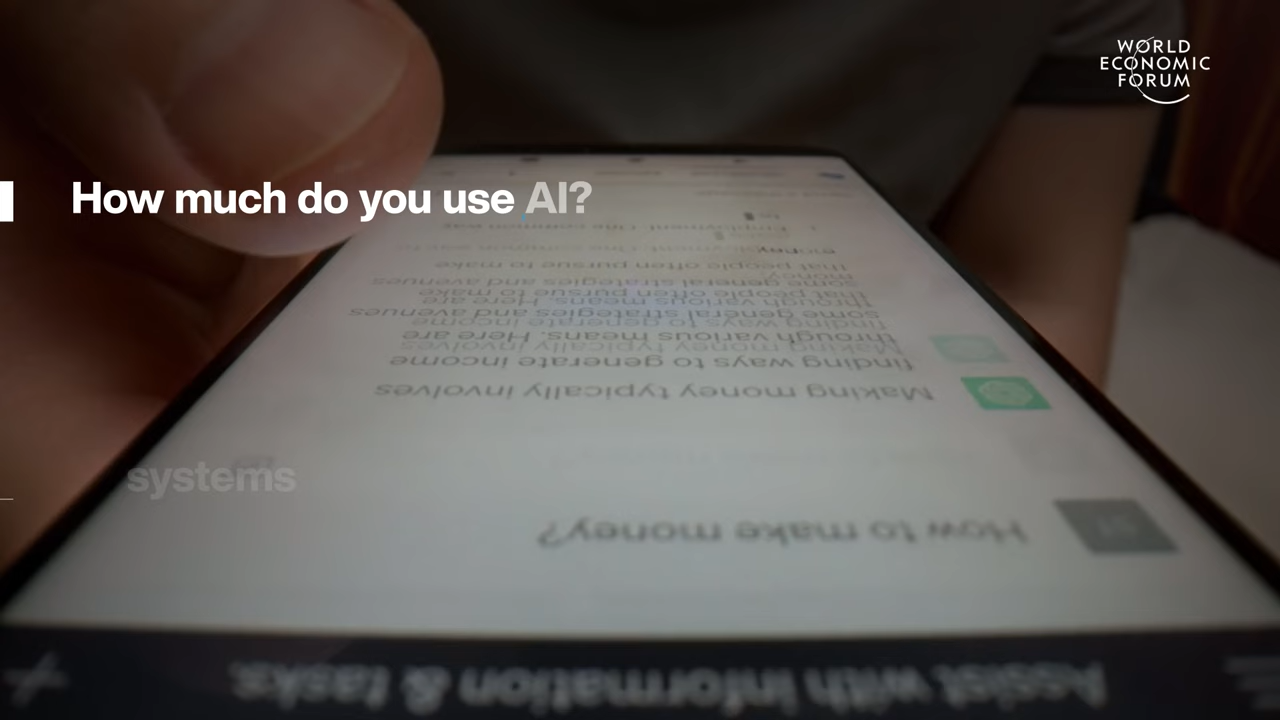 WORLD
ECONOMIC
FORUM
How much do you use AI?
systems
Assist with information & tasks.
How to make money?
Making money typically involves
finding ways to generate income
through various means. Here are
some general strategies and avenues
that people often pursue to make
money